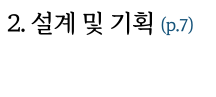 2. 설계 및 기획 (p.7)